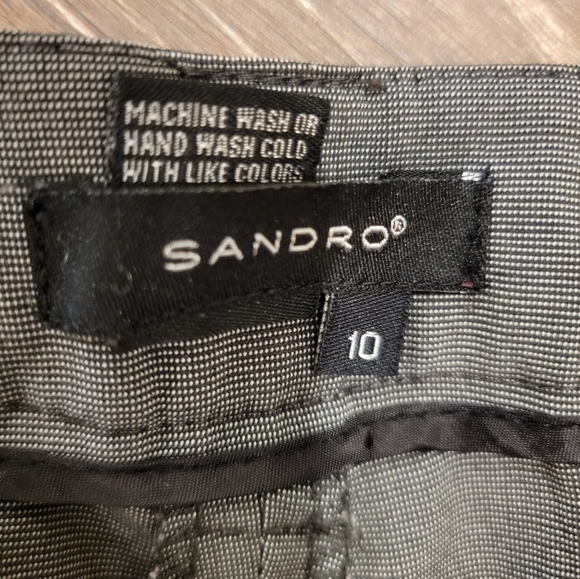 MACHINE WASH OR
HAND WASH COLD
WITH LIKE COLORS
SANDRO®
10